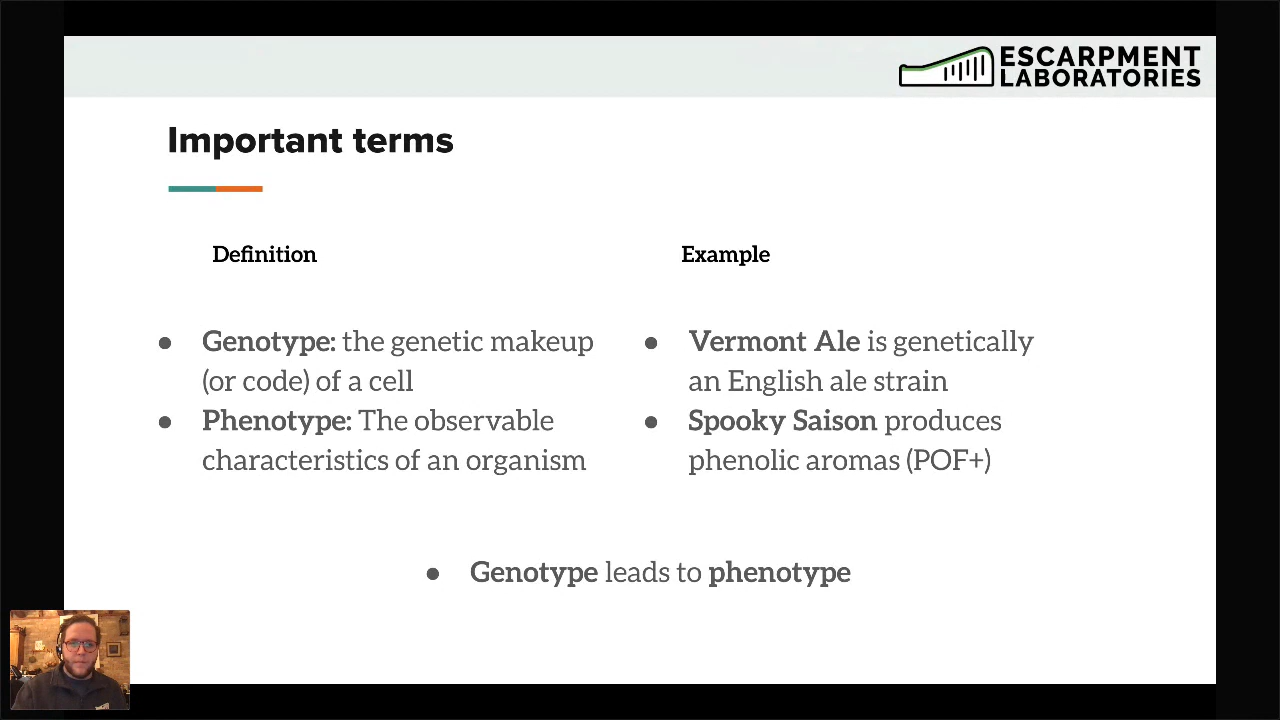 ESCARPMENT
LABORATORIES
Important terms
Definition
Example
● Genotype: the genetic makeup
(or code) of a cell
● Phenotype: The observable
characteristics of an organism
● Vermont Ale is genetically
an English ale strain
● Spooky Saison produces
phenolic aromas (POF+)
● Genotype leads to phenotype